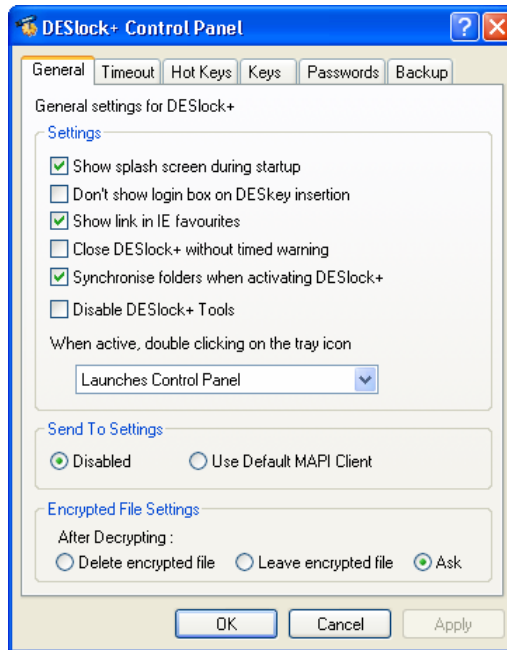 DESlock+ Control Panel
General Timeout Hot Keys Keys Passwords Backup
General settings for DESlock+
Settings
Show splash screen during startup
Don't show login box on DESkey insertion
Show link in IE favourites
Close DESlock+ without timed warning
Synchronise folders when activating DESlock+
Disable DESlock+ Tools
When active, double clicking on the tray icon
Launches Control Panel
Send To Settings
Disabled Use Default MAPI Client
Encrypted File Settings
After Decrypting :
Delete encrypted file Leave encrypted file Ask
OK Cancel Apply